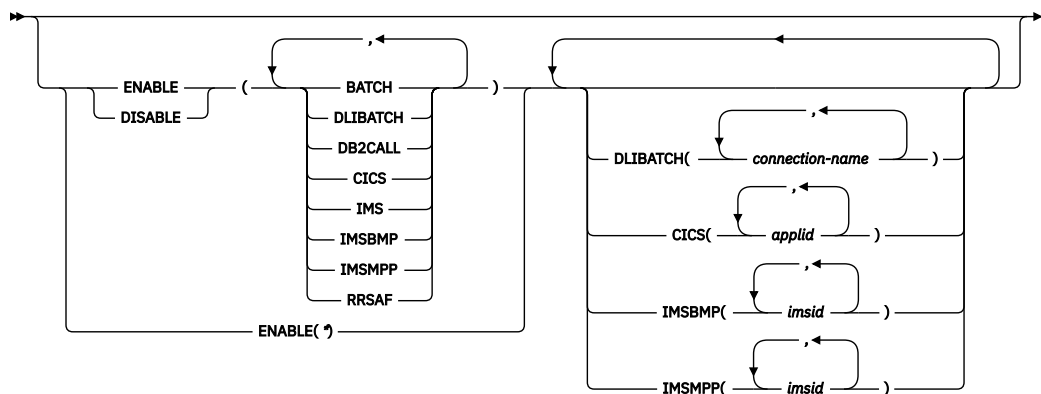 ,
ENABLE ( BATCH )
DISABLE DLIBATCH
,
DB2CALL
DLIBATCH( connection-name )
CICS
,
IMS
CICS( applid )
IMSBMP
,
IMSMPP
RRSAF
IMSBMP( imsid )
ENABLE( *)
,
IMSMPP( imsid )